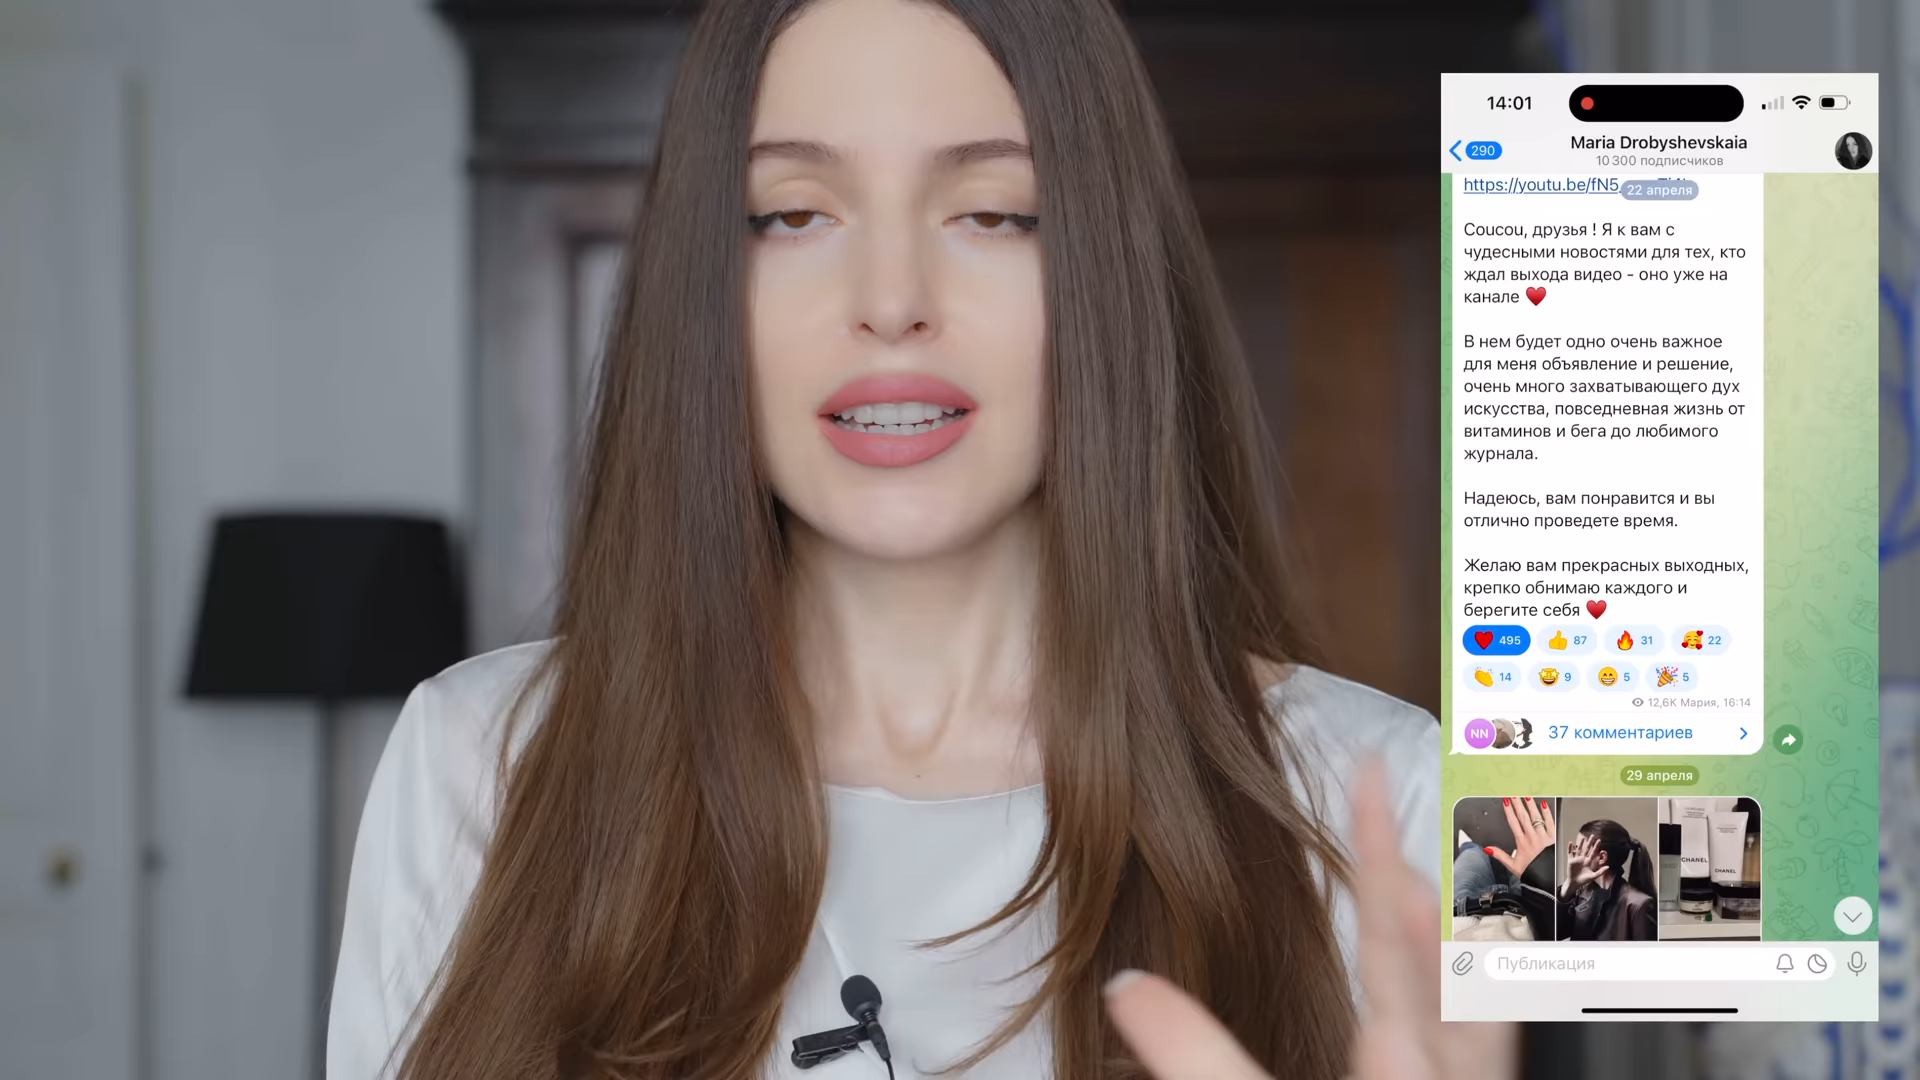 14:01
290
Maria Drobyshevskaia
10 300 подписчиков
https://youtu.be/fN5
22 апреля
Coucou, друзья ! Я к вам с
чудесными новостями для тех, кто
ждал выхода видео - оно уже на
канале ❤️
В нем будет одно очень важное
для меня объявление и решение,
очень много захватывающего дух
искусства, повседневная жизнь от
витаминов и бега до любимого
журнала.
Надеюсь, вам понравится и вы
отлично проведете время.
Желаю вам прекрасных выходных,
крепко обнимаю каждого и
берегите себя ❤️
❤️ 495 👍 87 🔥 31 🥰 22
👏 14 🤩 9 😁 5 🎉 5
12,6K Мария, 16:14
NN 37 комментариев
29 апреля
CHANEL
CHANEL
Публикация